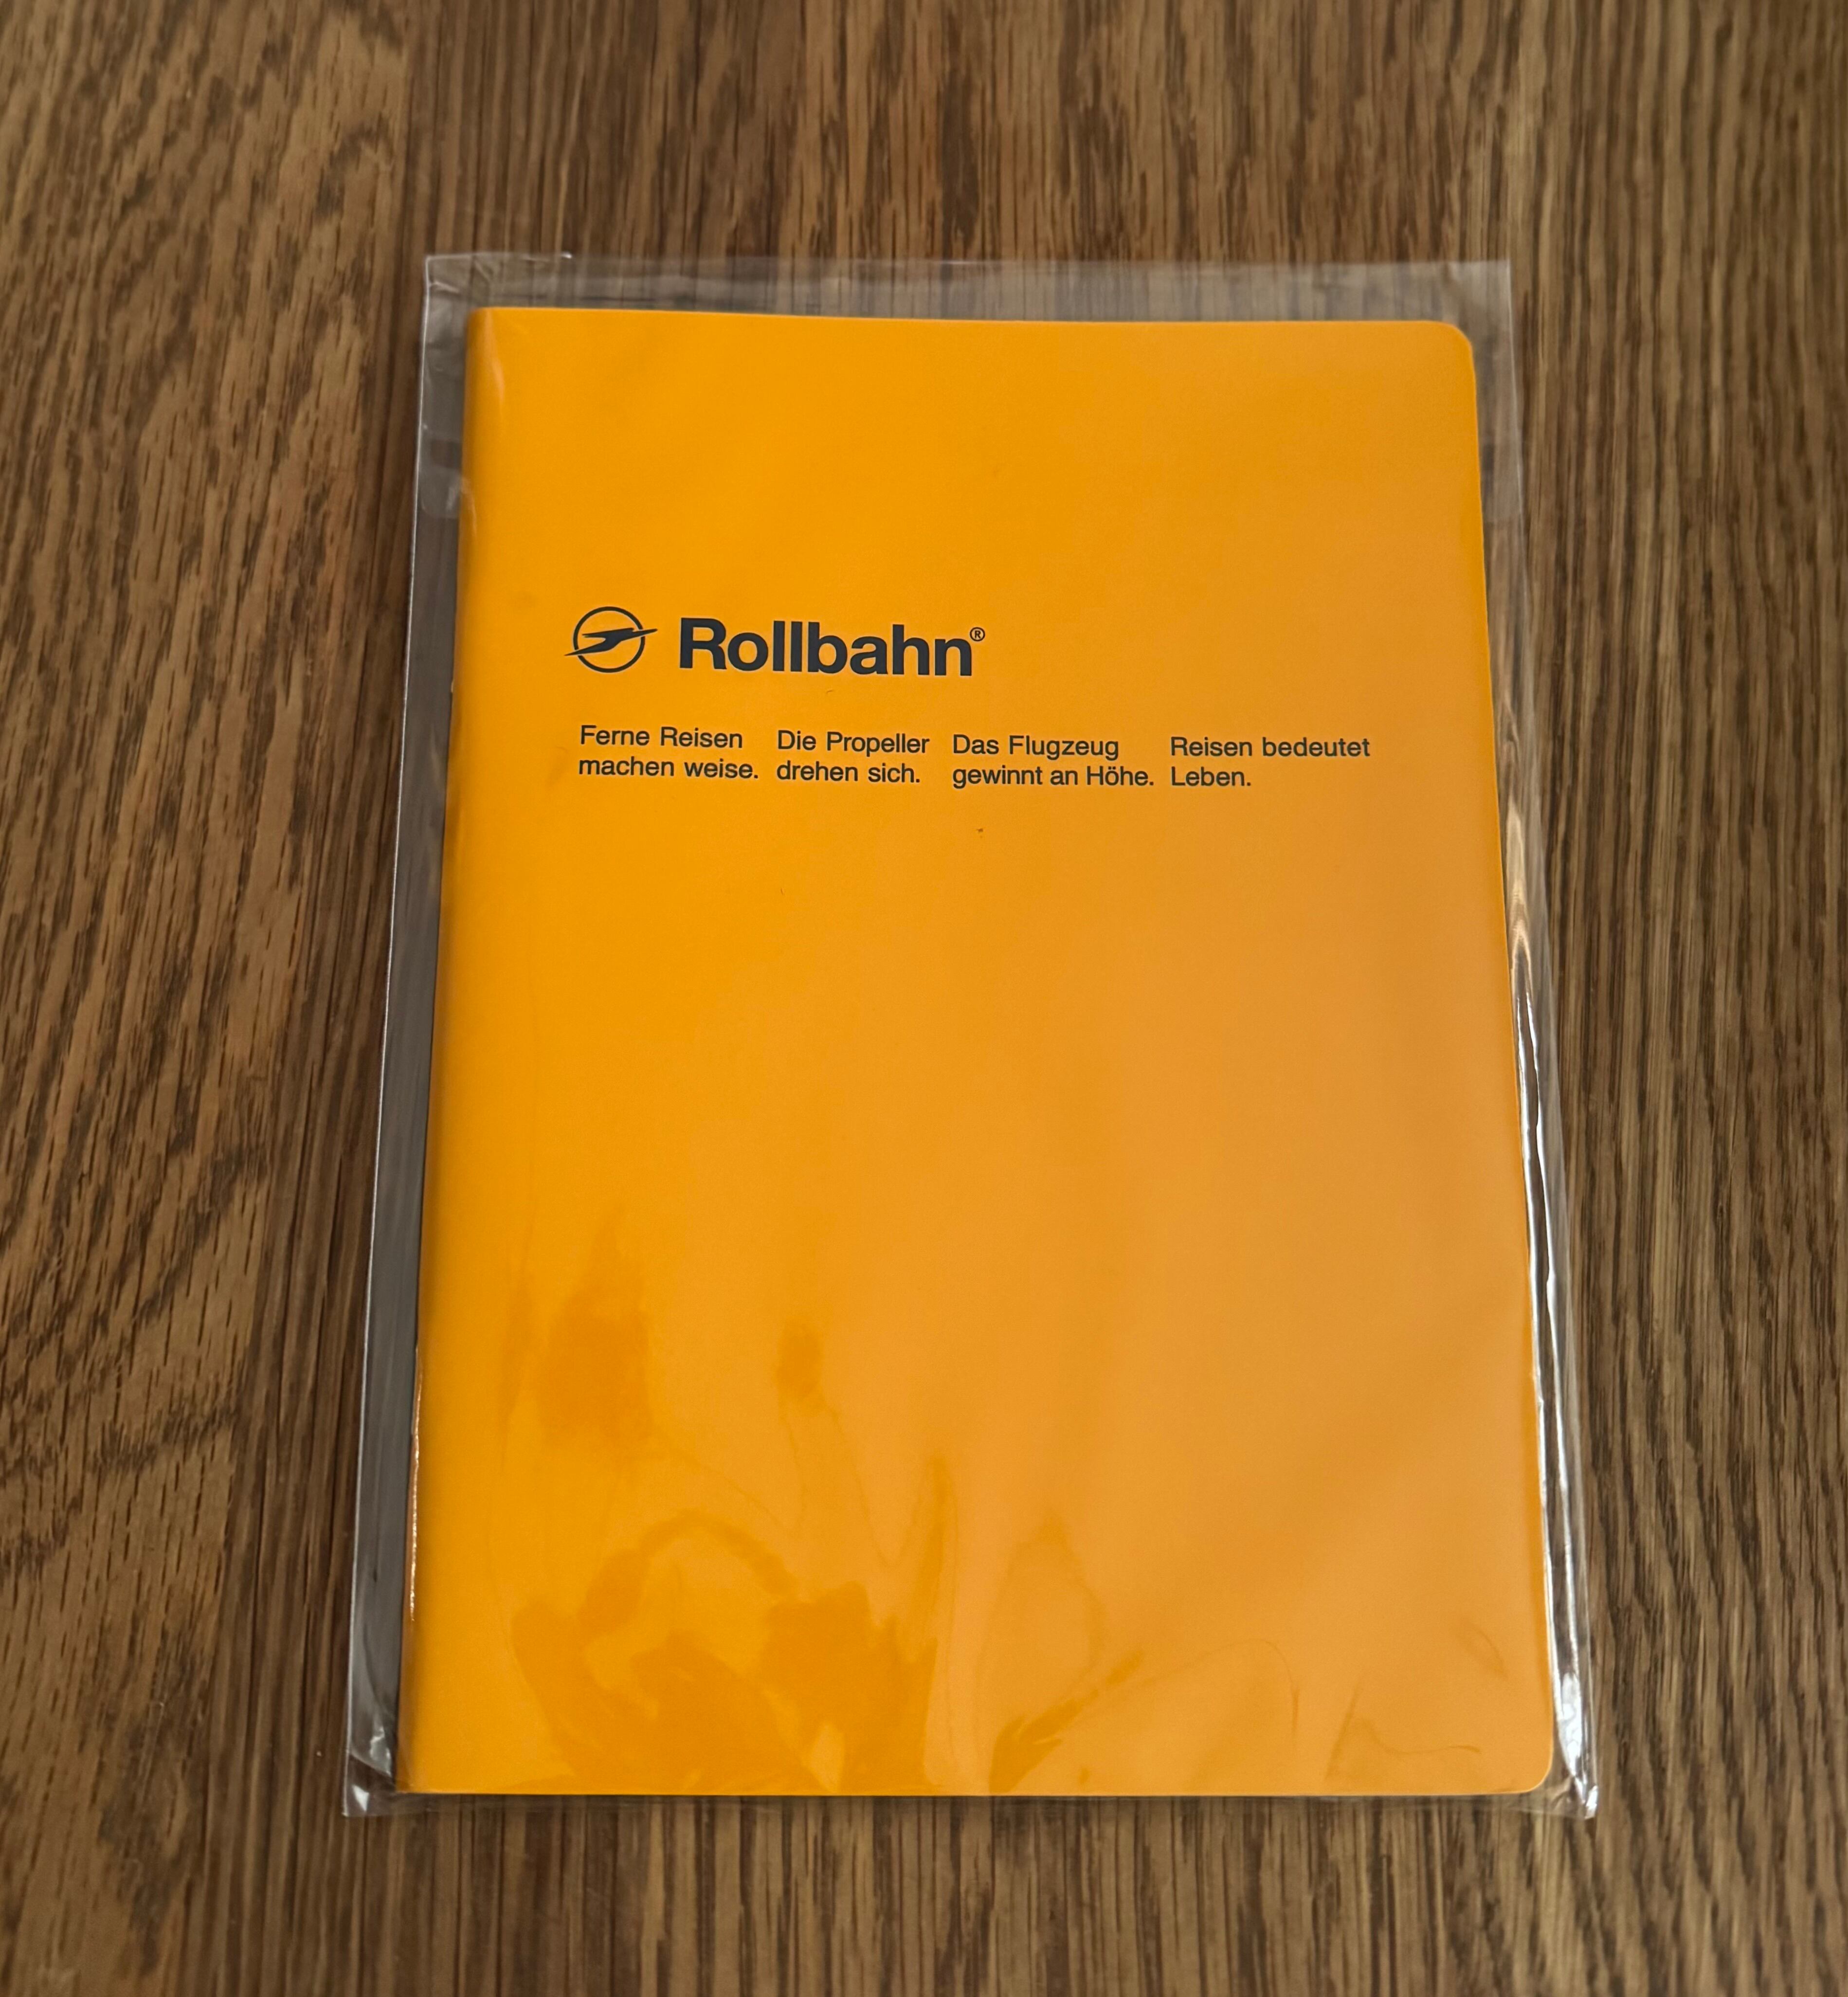 Rollbahn®
Ferne Reisen
machen weise.
Die Propeller
drehen sich.
Das Flugzeug
gewinnt an Höhe.
Reisen bedeutet
Leben.